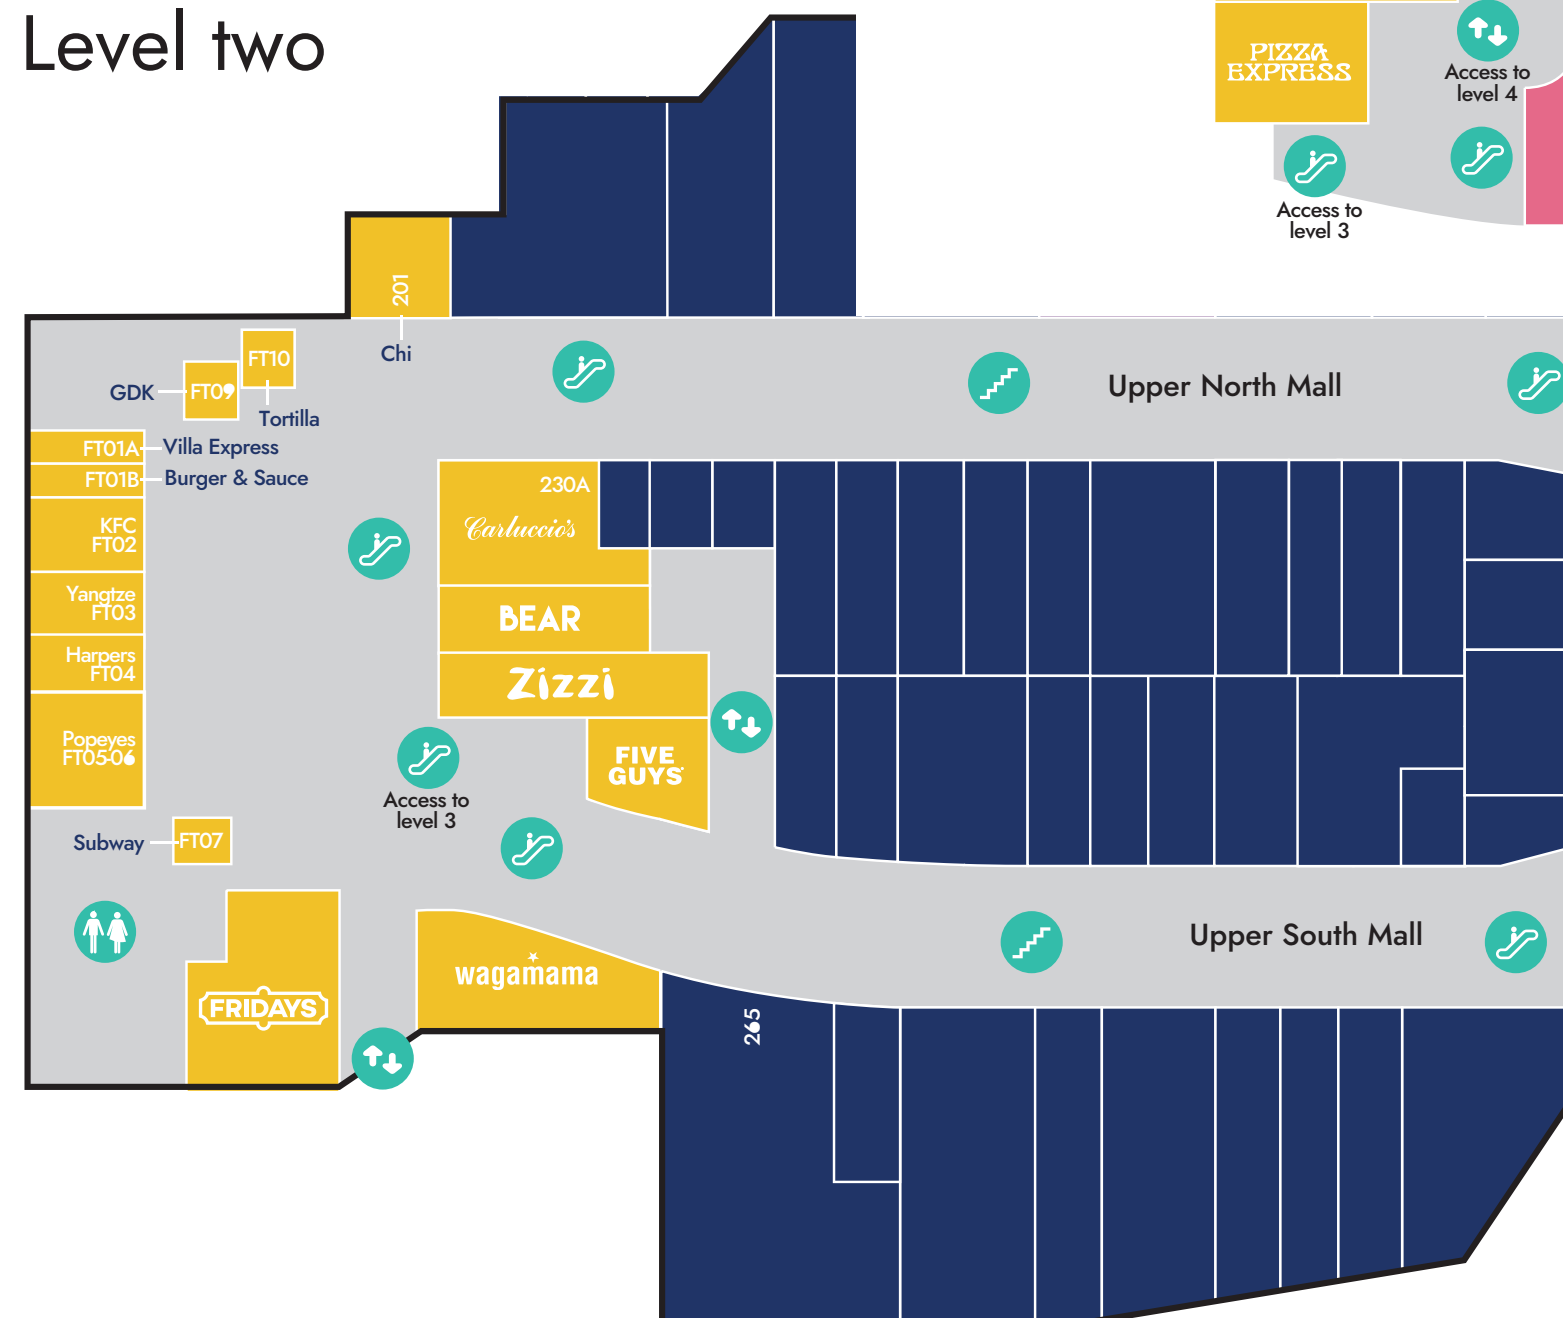 Level two
PIZZA
EXPRESS
Access to
level 4
Access to
level 3
201
Chi
FT10
GDK
FT09
Tortilla
Upper North Mall
FT01A
Villa Express
FT01B
Burger & Sauce
230A
Carluccio's
KFC
FT02
Yangtze
FT03
BEAR
Harpers
FT04
Zizzi
Popeyes
FT05-06
FIVE
GUYS
Access to
level 3
Subway
FT07
Upper South Mall
wagamama
FRIDAYS
265